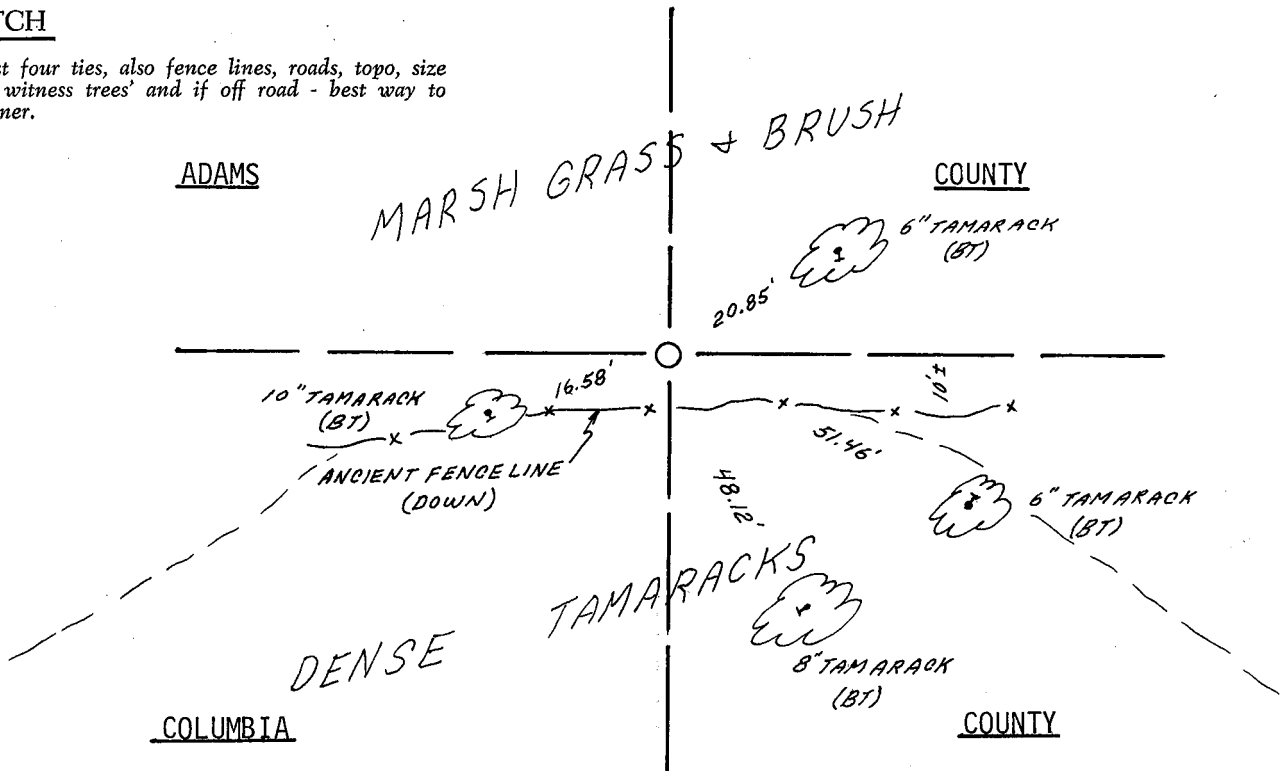 TCH
st four ties, also fence lines, roads, topo, size
witness trees' and if off road - best way to
ner.
ADAMS
COUNTY
MARSH GRASS & BRUSH
6" TAMARACK
(BT)
20.85'
10" TAMARACK
(BT)
16.58'
10'±
51.46'
ANCIENT FENCE LINE
(DOWN)
48.12'
6" TAMARACK
(BT)
DENSE TAMARACKS
8" TAMARACK
(BT)
COLUMBIA
COUNTY